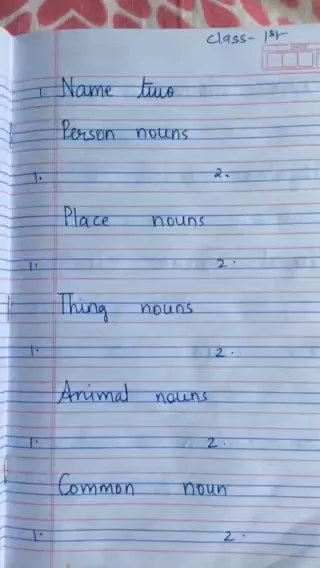 Class- 1st
1. Name two
Person nouns
1. 2.
Place nouns
1. 2.
Thing nouns
1. 2.
Animal nouns
1. 2.
Common noun
1. 2.